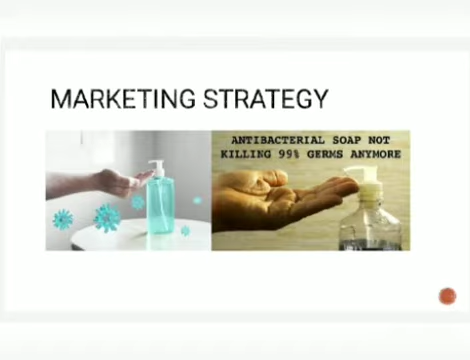 MARKETING STRATEGY
ANTIBACTERIAL SOAP NOT
KILLING 99% GERMS ANYMORE